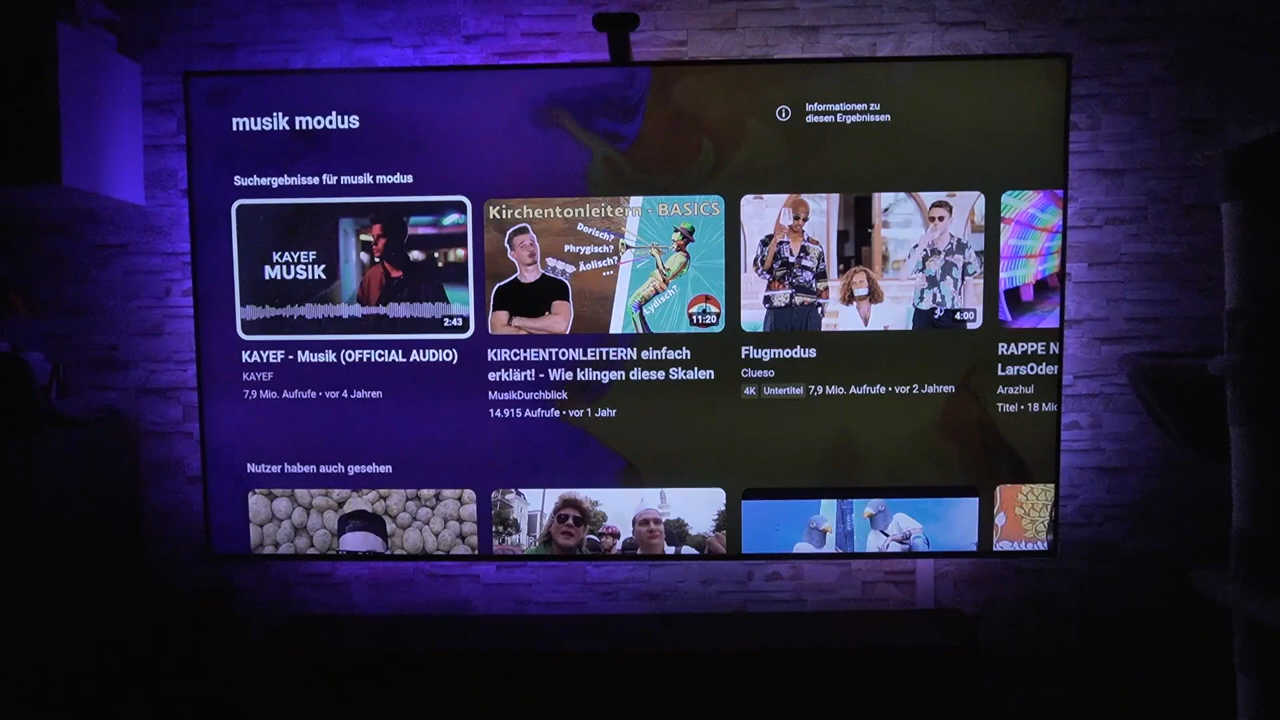 musik modus
Informationen zu
diesen Ergebnissen
Suchergebnisse für musik modus
KAYEF
MUSIK
2:43
Kirchentonleitern - BASICS
Dorisch?
Phrygisch?
Äolisch?
...
Lydisch?
11:20
4:00
KAYEF - Musik (OFFICIAL AUDIO)
KAYEF
7,9 Mio. Aufrufe • vor 4 Jahren
KIRCHENTONLEITERN einfach
erklärt! - Wie klingen diese Skalen
MusikDurchblick
14.915 Aufrufe • vor 1 Jahr
Flugmodus
Clueso
4K Untertitel 7,9 Mio. Aufrufe • vor 2 Jahren
RAPPE N
LarsOder
Arazhul
Titel • 18 Mio
Nutzer haben auch gesehen